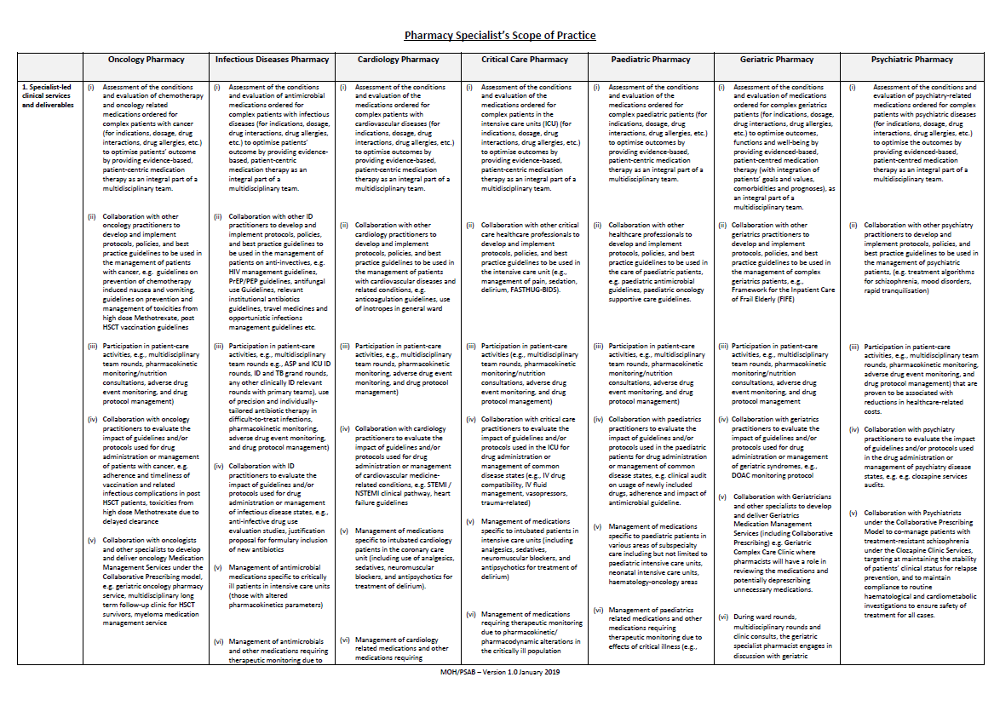 Pharmacy Specialist's Scope of Practice
Oncology Pharmacy
Infectious Diseases Pharmacy
Cardiology Pharmacy
Critical Care Pharmacy
Paediatric Pharmacy
Geriatric Pharmacy
Psychiatric Pharmacy
1. Specialist-led
clinical services
and deliverables
(i) Assessment of the conditions
and evaluation of chemotherapy
and oncology related
medications ordered for
complex patients with cancer
(for indications, dosage, drug
interactions, drug allergies, etc.)
to optimise patients' outcome
by providing evidence-based,
patient-centric medication
therapy as an integral part of a
multidisciplinary team.
(ii) Collaboration with other
oncology practitioners to
develop and implement
protocols, policies, and best
practice guidelines to be used in
the management of patients
with cancer, e.g. guidelines on
prevention of chemotherapy
induced nausea and vomiting,
guidelines on prevention and
management of toxicities from
high dose Methotrexate, post
HSCT vaccination guidelines
(iii) Participation in patient-care
activities, e.g., multidisciplinary
team rounds, pharmacokinetic
monitoring/nutrition
consultations, adverse drug
event monitoring, and drug
protocol management)
(iv) Collaboration with oncology
practitioners to evaluate the
impact of guidelines and/or
protocols used for drug
administration or management
of patients with cancer, e.g.
adherence and timeliness of
vaccination and related
infectious complications in post
HSCT patients, toxicities from
high dose Methotrexate due to
delayed clearance
(v) Collaboration with oncologists
and other specialists to develop
and deliver oncology Medication
Management Services under the
Collaborative Prescribing model,
e.g. geriatric oncology pharmacy
service, multidisciplinary long
term follow-up clinic for HSCT
survivors, myeloma medication
management service
(i) Assessment of the conditions
and evaluation of antimicrobial
medications ordered for
complex patients with infectious
diseases (for indications, dosage,
drug interactions, drug allergies,
etc.) to optimise patients'
outcome by providing evidence-
based, patient-centric
medication therapy as an
integral part of a
multidisciplinary team.
(ii) Collaboration with other ID
practitioners to develop and
implement protocols, policies,
and best practice guidelines to
be used in the management of
patients on anti-invectives, e.g.
HIV management guidelines,
PrEP/PEP guidelines, antifungal
use Guidelines, relevant
institutional antibiotics
guidelines, travel medicines and
opportunistic infections
management guidelines etc.
(iii) Participation in patient-care
activities, e.g., multidisciplinary
team rounds e.g., ASP and ICU ID
rounds, ID and TB grand rounds,
any other clinically ID relevant
rounds with primary teams), use
of precision and individually-
tailored antibiotic therapy in
difficult-to-treat infections,
pharmacokinetic monitoring,
adverse drug event monitoring,
and drug protocol management)
(iv) Collaboration with ID
practitioners to evaluate the
impact of guidelines and/or
protocols used for drug
administration or management
of infectious disease states, e.g.,
anti-infective drug use
evaluation studies, justification
proposal for formulary inclusion
of new antibiotics
(v) Management of antimicrobial
medications specific to critically
ill patients in intensive care units
(those with altered
pharmacokinetics parameters)
(vi) Management of antimicrobials
and other medications requiring
therapeutic monitoring due to
(i) Assessment of the conditions
and evaluation of the
medications ordered for
complex patients with
cardiovascular diseases (for
indications, dosage, drug
interactions, drug allergies, etc.)
to optimise outcomes by
providing evidence-based,
patient-centric medication
therapy as an integral part of a
multidisciplinary team.
(ii) Collaboration with other
cardiology practitioners to
develop and implement
protocols, policies, and best
practice guidelines to be used in
the management of patients
with cardiovascular diseases and
related conditions, e.g.
anticoagulation guidelines, use
of inotropes in general ward
(iii) Participation in patient-care
activities, e.g., multidisciplinary
team rounds, pharmacokinetic
monitoring, adverse drug event
monitoring, and drug protocol
management)
(iv) Collaboration with cardiology
practitioners to evaluate the
impact of guidelines and/or
protocols used for drug
administration or management
of cardiovascular medicine-
related conditions, e.g. STEMI /
NSTEMI clinical pathway, heart
failure guidelines
(v) Management of medications
specific to intubated cardiology
patients in the coronary care
unit (including use of analgesics,
sedatives, neuromuscular
blockers, and antipsychotics for
treatment of delirium).
(vi) Management of cardiology
related medications and other
medications requiring
(i) Assessment of the conditions
and evaluation of the
medications ordered for
complex patients in the
intensive care units (ICU) (for
indications, dosage, drug
interactions, drug allergies, etc.)
to optimise outcomes by
providing evidence-based,
patient-centric medication
therapy as an integral part of a
multidisciplinary team.
(ii) Collaboration with other critical
care healthcare professionals to
develop and implement
protocols, policies, and best
practice guidelines to be used in
the intensive care unit (e.g.,
management of pain, sedation,
delirium, FASTHUG-BIDS).
(iii) Participation in patient-care
activities (e.g., multidisciplinary
team rounds, pharmacokinetic
monitoring/nutrition
consultations, adverse drug
event monitoring, and drug
protocol management)
(iv) Collaboration with critical care
practitioners to evaluate the
impact of guidelines and/or
protocols used in the ICU for
drug administration or
management of common
diseases (e.g., IV drug
compatibility, IV fluid
management, vasopressors,
trauma-related)
(v) Management of medications
specific to intubated patients in
intensive care units (including
analgesics, sedatives,
neuromuscular blockers, and
antipsychotics for treatment of
delirium)
(vi) Management of medications
requiring therapeutic monitoring
due to pharmacokinetic/
pharmacodynamic alterations in
the critically ill population
(i) Assessment of the conditions
and evaluation of the
medications ordered for
complex paediatric patients (for
indications, dosage, drug
interactions, drug allergies, etc.)
to optimise outcomes by
providing evidence-based,
patient-centric medication
therapy as an integral part of a
multidisciplinary team.
(ii) Collaboration with other
healthcare professionals to
develop and implement
protocols, policies, and best
practice guidelines to be used in
the care of paediatric patients,
e.g. paediatric antimicrobial
guidelines, paediatric oncology
supportive care guidelines.
(iii) Participation in patient-care
activities, e.g., multidisciplinary
team rounds, pharmacokinetic
monitoring/nutrition
consultations, adverse drug
event monitoring, and drug
protocol management)
(iv) Collaboration with paediatrics
practitioners to evaluate the
impact of guidelines and/or
protocols used in the paediatric
patients for drug administration
or management of common
disease states, e.g. clinical audit
on usage of newly included
drugs, adherence and impact of
antimicrobial guideline.
(v) Management of medications
specific to paediatric patients in
various areas of subspecialty
care including but not limited to
paediatric intensive care units,
neonatal intensive care units,
haematology-oncology areas
(vi) Management of paediatrics
related medications and other
medications requiring
therapeutic monitoring due to
effects of critical illness (e.g.,
(i) Assessment of the conditions
and evaluation of the
medications ordered for
complex geriatrics
patients (for indications, dosage,
drug interactions, drug allergies,
etc.) to optimise outcomes,
functions and well-being by
providing evidenced-based,
patient-centred medication
therapy (with integration of
patients' goals and values,
comorbidities and prognoses), as
an integral part of a
multidisciplinary team.
(ii) Collaboration with other
geriatrics practitioners to
develop and implement
protocols, policies, and best
practice guidelines to be used in
the management of complex
geriatrics patients, e.g.,
Framework for the Inpatient Care
of Frail Elderly (FIFE)
(iii) Participation in patient-care
activities, e.g., multidisciplinary
team rounds, pharmacokinetic
monitoring/nutrition
consultations, adverse drug
event monitoring, and drug
protocol management
(iv) Collaboration with geriatrics
practitioners to evaluate the
impact of guidelines and/or
protocols used for drug
administration or management
of geriatric syndromes, e.g.,
DOAC monitoring protocol
(v) Collaboration with Geriatricians
and other specialists to develop
and deliver Geriatrics
Medication Management
Services (including Collaborative
Prescribing) e.g. Geriatric
Complex Care Clinic where
pharmacists will have a role in
reviewing the medications and
potentially deprescribing
unnecessary medications.
(vi) During ward rounds,
multidisciplinary rounds and
clinic consults, the geriatric
specialist pharmacist engages in
discussion with geriatric
(i) Assessment of the conditions and
evaluation of psychiatry-related
medications ordered for complex
patients with psychiatric diseases
(for indications, dosage, drug
interactions, drug allergies, etc.)
to optimise the outcomes by
providing evidenced-based,
patient-centred medication
therapy as an integral part of a
multidisciplinary team.
(ii) Collaboration with other psychiatry
practitioners to develop and
implement protocols, policies, and
best practice guidelines to be used in
the management of psychiatric
patients, (e.g. treatment algorithms
for schizophrenia, mood disorders,
rapid tranquilisation)
(iii) Participation in patient-care
activities, e.g., multidisciplinary team
rounds, pharmacokinetic monitoring,
adverse drug event monitoring, and
drug protocol management) that are
proven to be associated with
reductions in healthcare-related
costs.
(iv) Collaboration with psychiatry
practitioners to evaluate the impact
of guidelines and/or protocols used
in the drug administration or
management of psychiatry disease
states, e.g. e.g. clozapine services
audits.
(v) Collaboration with Psychiatrists
under the Collaborative Prescribing
Model to co-manage patients with
treatment-resistant schizophrenia
under the Clozapine Clinic Services,
targeting at maintaining the stability
of patients' clinical status for relapse
prevention, and to maintain
compliance to routine
haematological and cardiometabolic
investigations to ensure safety of
treatment for all cases.
MOH/PSAB – Version 1.0 January 2019